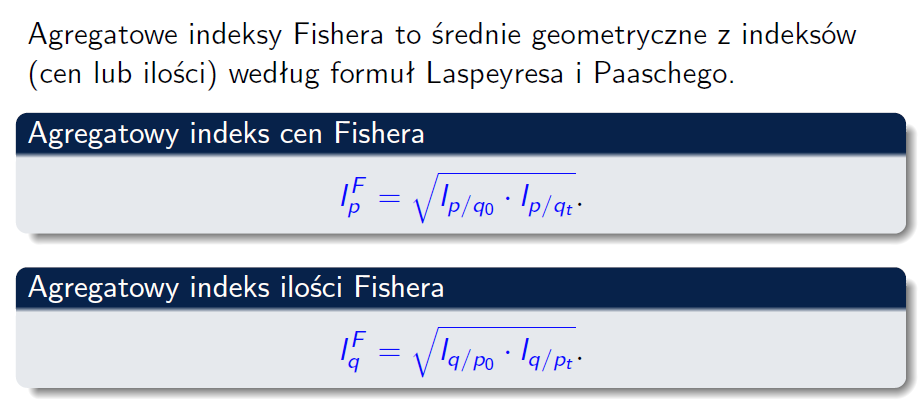 Agregatowe indeksy Fishera to średnie geometryczne z indeksów
(cen lub ilości) według formuł Laspeyresa i Paaschego.
Agregatowy indeks cen Fishera
$I_p^F = \sqrt{I_{p/q_0} \cdot I_{p/q_t}}.$
Agregatowy indeks ilości Fishera
$I_q^F = \sqrt{I_{q/p_0} \cdot I_{q/p_t}}.$